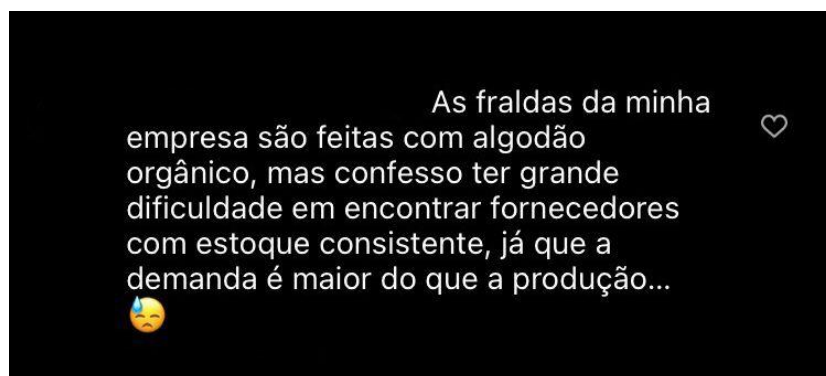 As fraldas da minha
empresa são feitas com algodão
orgânico, mas confesso ter grande
dificuldade em encontrar fornecedores
com estoque consistente, já que a
demanda é maior do que a produção...
😓